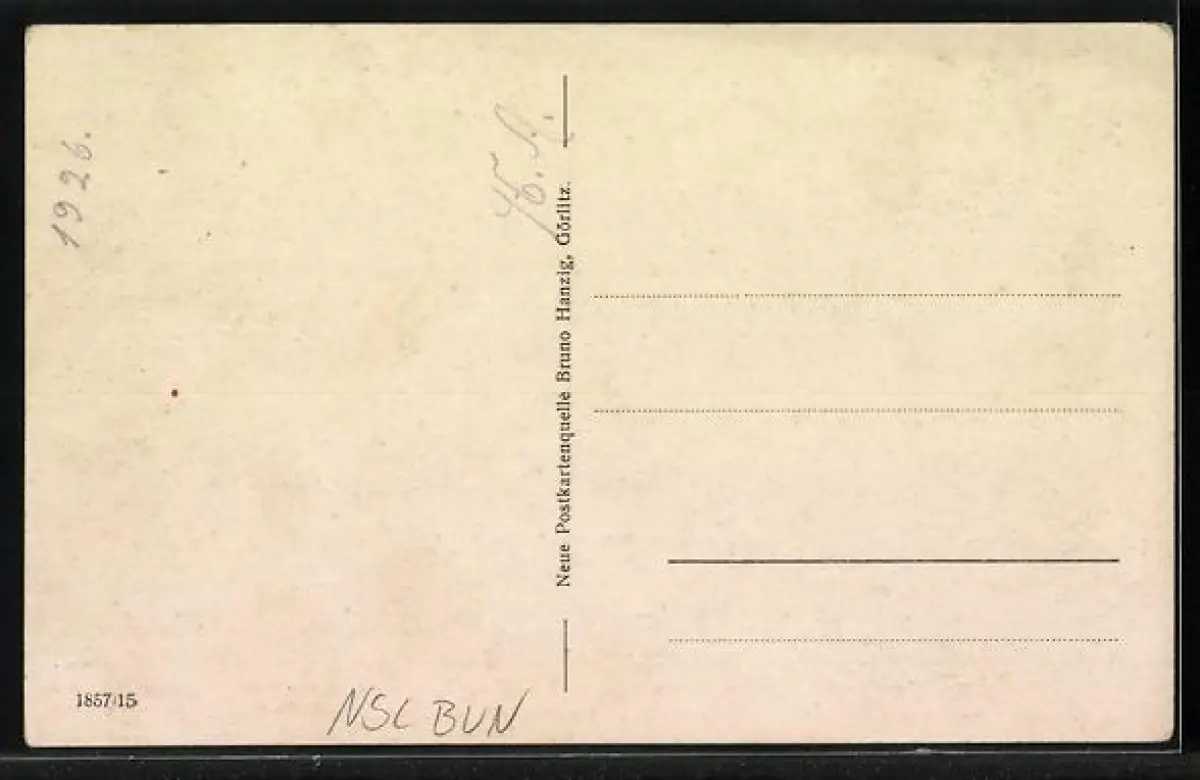 1926.
Neue Postkartenquelle Bruno Hanzig, Görlitz.
1857/15
NSL BUN